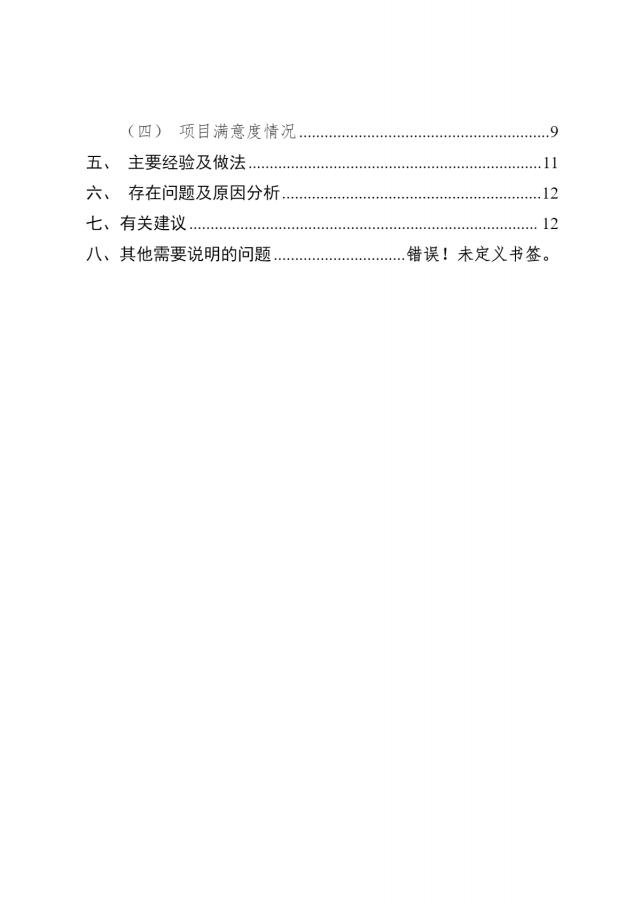 （四） 项目满意度情况...........................................................9
五、 主要经验及做法.....................................................................11
六、 存在问题及原因分析.............................................................12
七、有关建议.................................................................................. 12
八、其他需要说明的问题...............................错误！未定义书签。